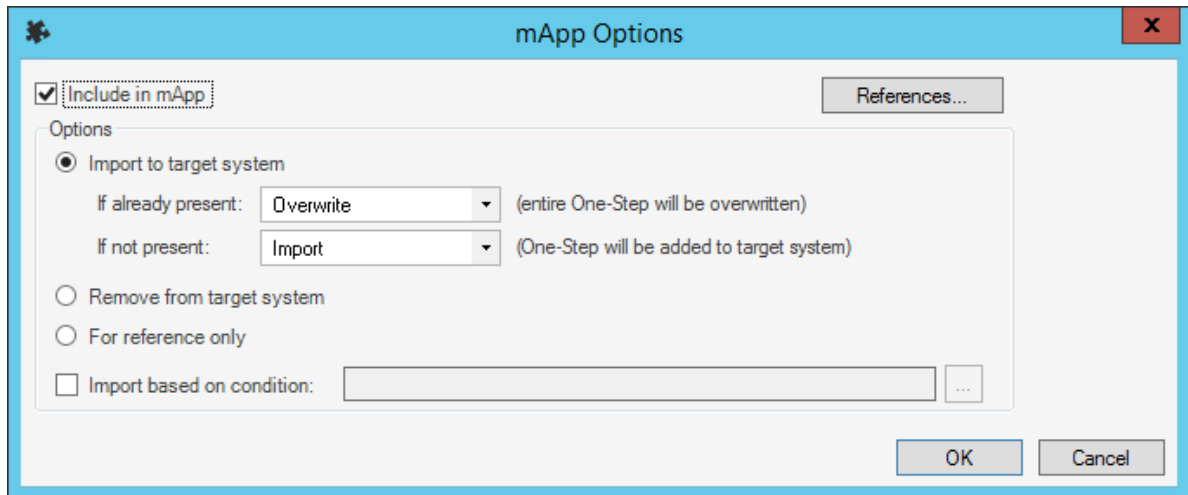 mApp Options
X
Include in mApp
References...
Options
Import to target system
If already present: Overwrite (entire One-Step will be overwritten)
If not present: Import (One-Step will be added to target system)
Remove from target system
For reference only
Import based on condition: ...
OK Cancel